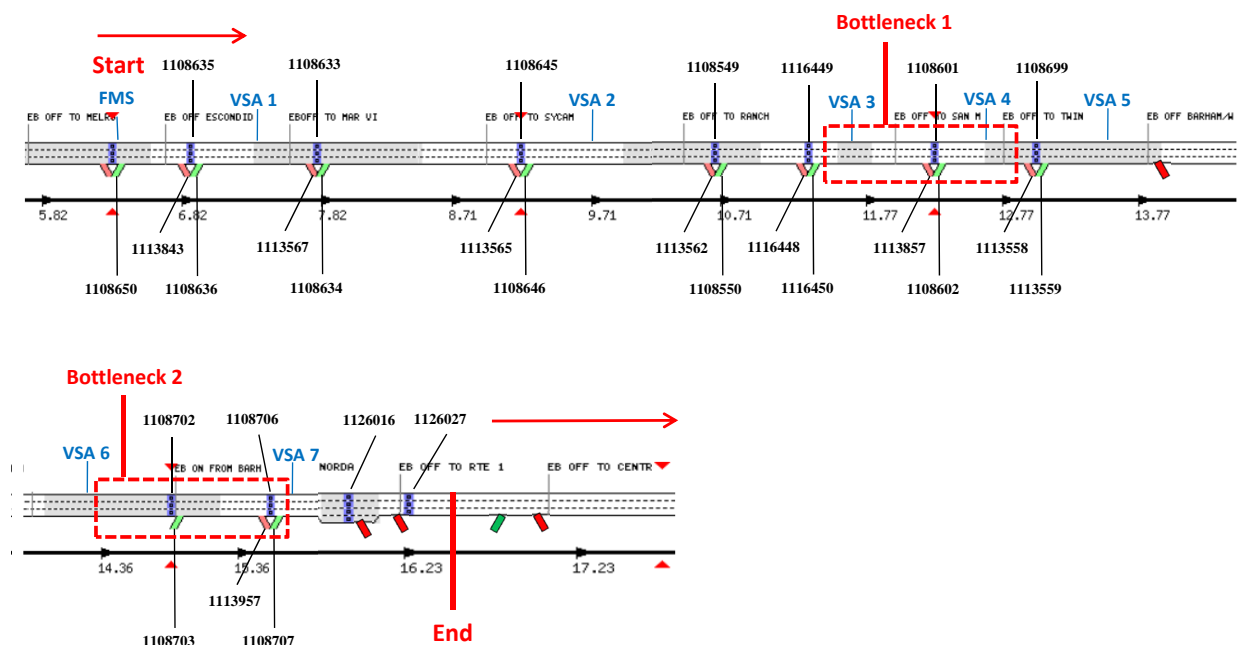 Bottleneck 1
Start 1108635 1108633 1108645 1108549 1116449 1108601 1108699
FMS VSA 1 VSA 2 VSA 3 VSA 4 VSA 5
EB OFF TO EB OFF ESCONDID EBOFF TO MAR VI EB OFF TO SYCAM EB OFF TO RANCH EB OFF TO SAN M EB OFF TO TWIN EB OFF BARHAM/W
5.82 6.82 7.82 8.71 9.71 10.71 11.77 12.77 13.77
1113843 1113567 1113565 1113562 1116448 1113857 1113558
1108650 1108636 1108634 1108646 1108550 1116450 1108602 1113559
Bottleneck 2
1108702 1108706 1126016 1126027
VSA 6 VSA 7
EB ON FROM BARH NORDA EB OFF TO RTE 1 EB OFF TO CENTR
14.36 15.36 16.23 17.23
1113957
1108703 1108707 End